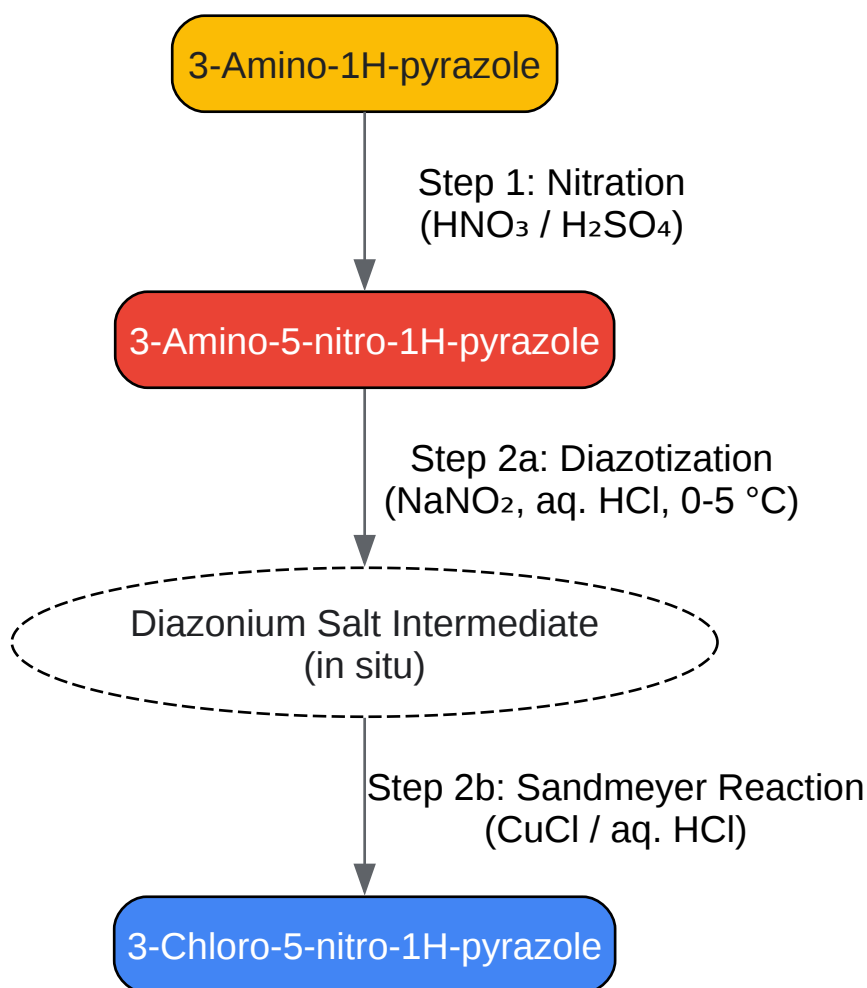 3-Amino-1H-pyrazole
Step 1: Nitration
(HNO₃ / H₂SO₄)
3-Amino-5-nitro-1H-pyrazole
Step 2a: Diazotization
(NaNO₂, aq. HCl, 0-5 °C)
Diazonium Salt Intermediate
(in situ)
Step 2b: Sandmeyer Reaction
(CuCl / aq. HCl)
3-Chloro-5-nitro-1H-pyrazole